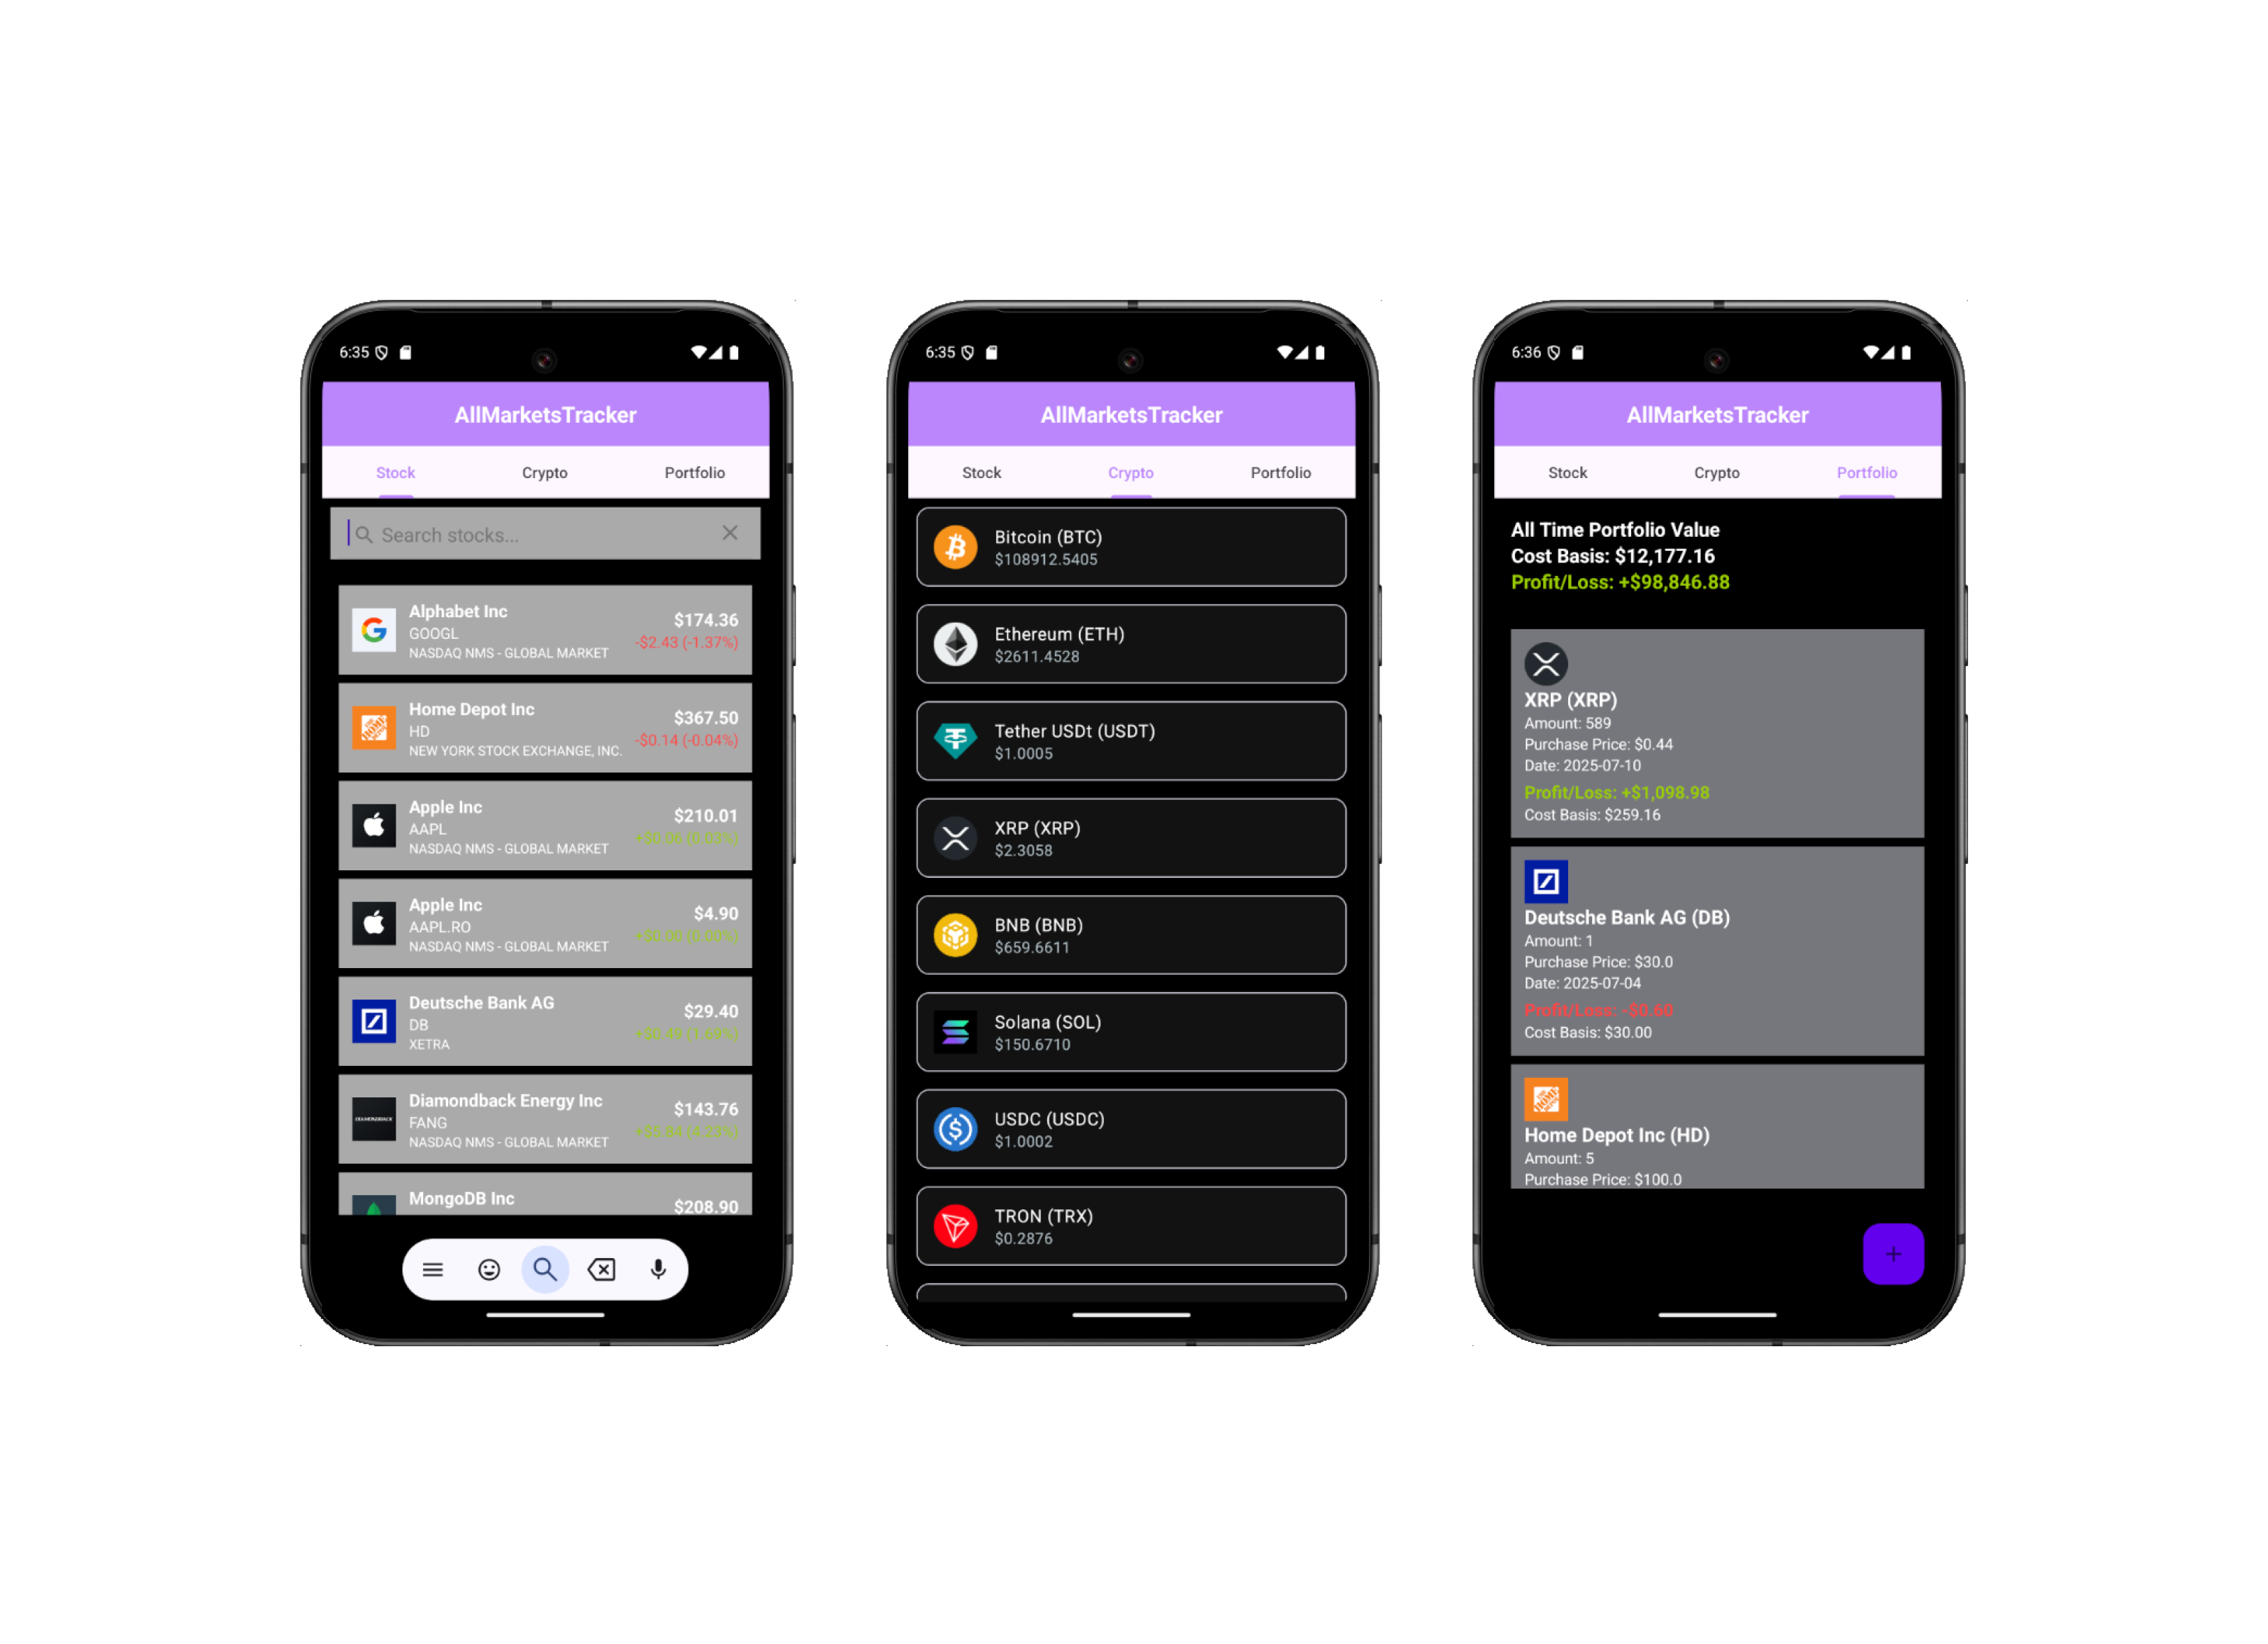 6:35
AllMarketsTracker
Stock Crypto Portfolio
Search stocks...
Alphabet Inc
GOOGL
NASDAQ NMS - GLOBAL MARKET
$174.36
-$2.43 (-1.37%)
Home Depot Inc
HD
NEW YORK STOCK EXCHANGE, INC.
$367.50
-$0.14 (-0.04%)
Apple Inc
AAPL
NASDAQ NMS - GLOBAL MARKET
$210.01
+$0.06 (0.03%)
Apple Inc
AAPL.RO
NASDAQ NMS - GLOBAL MARKET
$4.90
+$0.00 (0.00%)
Deutsche Bank AG
DB
XETRA
$29.40
+$0.49 (1.69%)
Diamondback Energy Inc
FANG
NASDAQ NMS - GLOBAL MARKET
$143.76
+$5.84 (4.23%)
MongoDB Inc
$208.90
6:35
AllMarketsTracker
Stock Crypto Portfolio
Bitcoin (BTC)
$108912.5405
Ethereum (ETH)
$2611.4528
Tether USDt (USDT)
$1.0005
XRP (XRP)
$2.3058
BNB (BNB)
$659.6611
Solana (SOL)
$150.6710
USDC (USDC)
$1.0002
TRON (TRX)
$0.2876
6:36
AllMarketsTracker
Stock Crypto Portfolio
All Time Portfolio Value
Cost Basis: $12,177.16
Profit/Loss: +$98,846.88
XRP (XRP)
Amount: 589
Purchase Price: $0.44
Date: 2025-07-10
Profit/Loss: +$1,098.98
Cost Basis: $259.16
Deutsche Bank AG (DB)
Amount: 1
Purchase Price: $30.0
Date: 2025-07-04
Profit/Loss: -$0.60
Cost Basis: $30.00
Home Depot Inc (HD)
Amount: 5
Purchase Price: $100.0